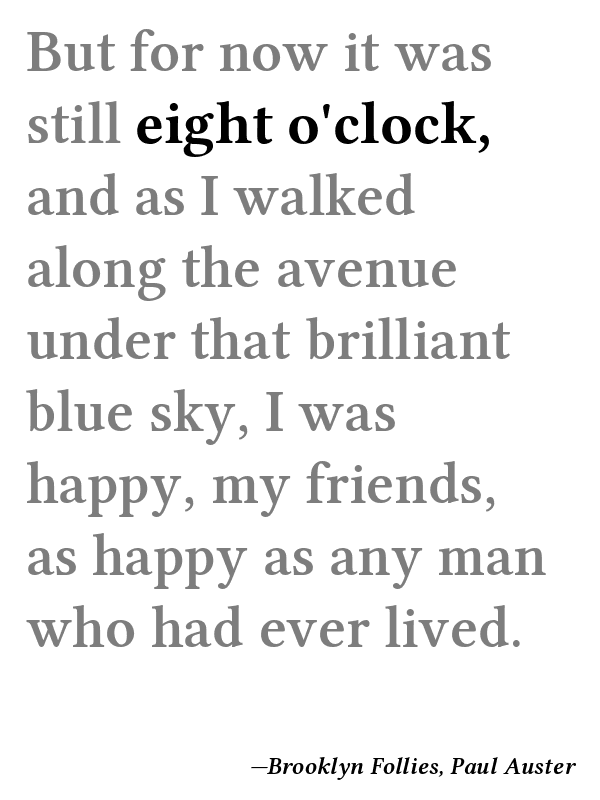 But for now it was
still eight o'clock,
and as I walked
along the avenue
under that brilliant
blue sky, I was
happy, my friends,
as happy as any man
who had ever lived.
—Brooklyn Follies, Paul Auster